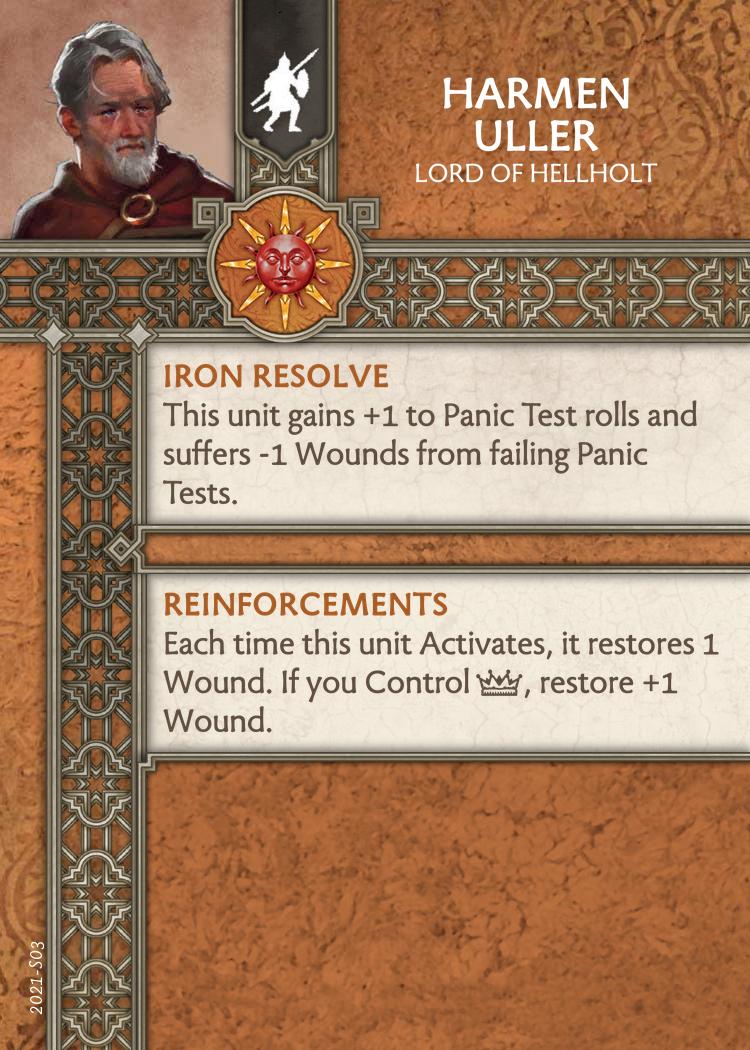 HARMEN
ULLER
LORD OF HELLHOLT
IRON RESOLVE
This unit gains +1 to Panic Test rolls and
suffers -1 Wounds from failing Panic
Tests.
REINFORCEMENTS
Each time this unit Activates, it restores 1
Wound. If you Control , restore +1
Wound.
2021-S03